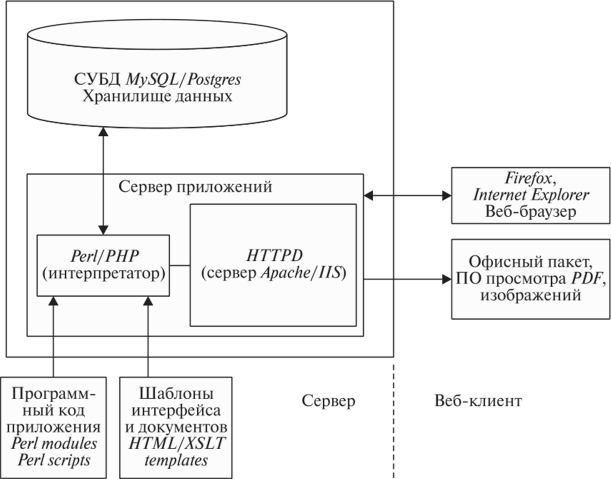 СУБД MySQL/Postgres
Хранилище данных
Сервер приложений
Perl/PHP
(интерпретатор)
HTTPD
(сервер Apache/IIS)
Firefox,
Internet Explorer
Веб-браузер
Офисный пакет,
ПО просмотра PDF,
изображений
Программ-
ный код
приложения
Perl modules
Perl scripts
Шаблоны
интерфейса
и документов
HTML/XSLT
templates
Сервер
Веб-клиент